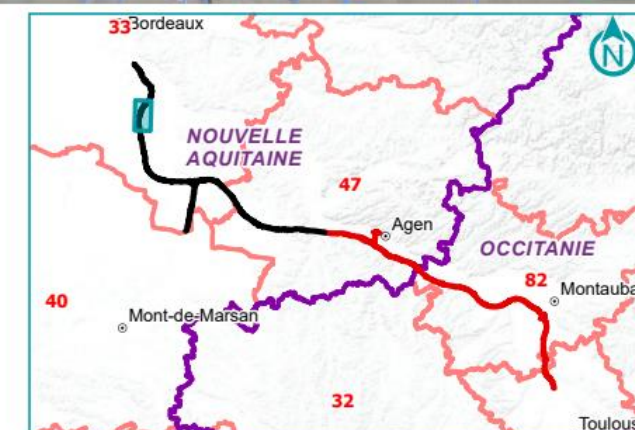 33
Bordeaux
N
NOUVELLE
AQUITAINE
47
Agen
OCCITANIE
82
Montauba
40
Mont-de-Marsan
32
Toulous